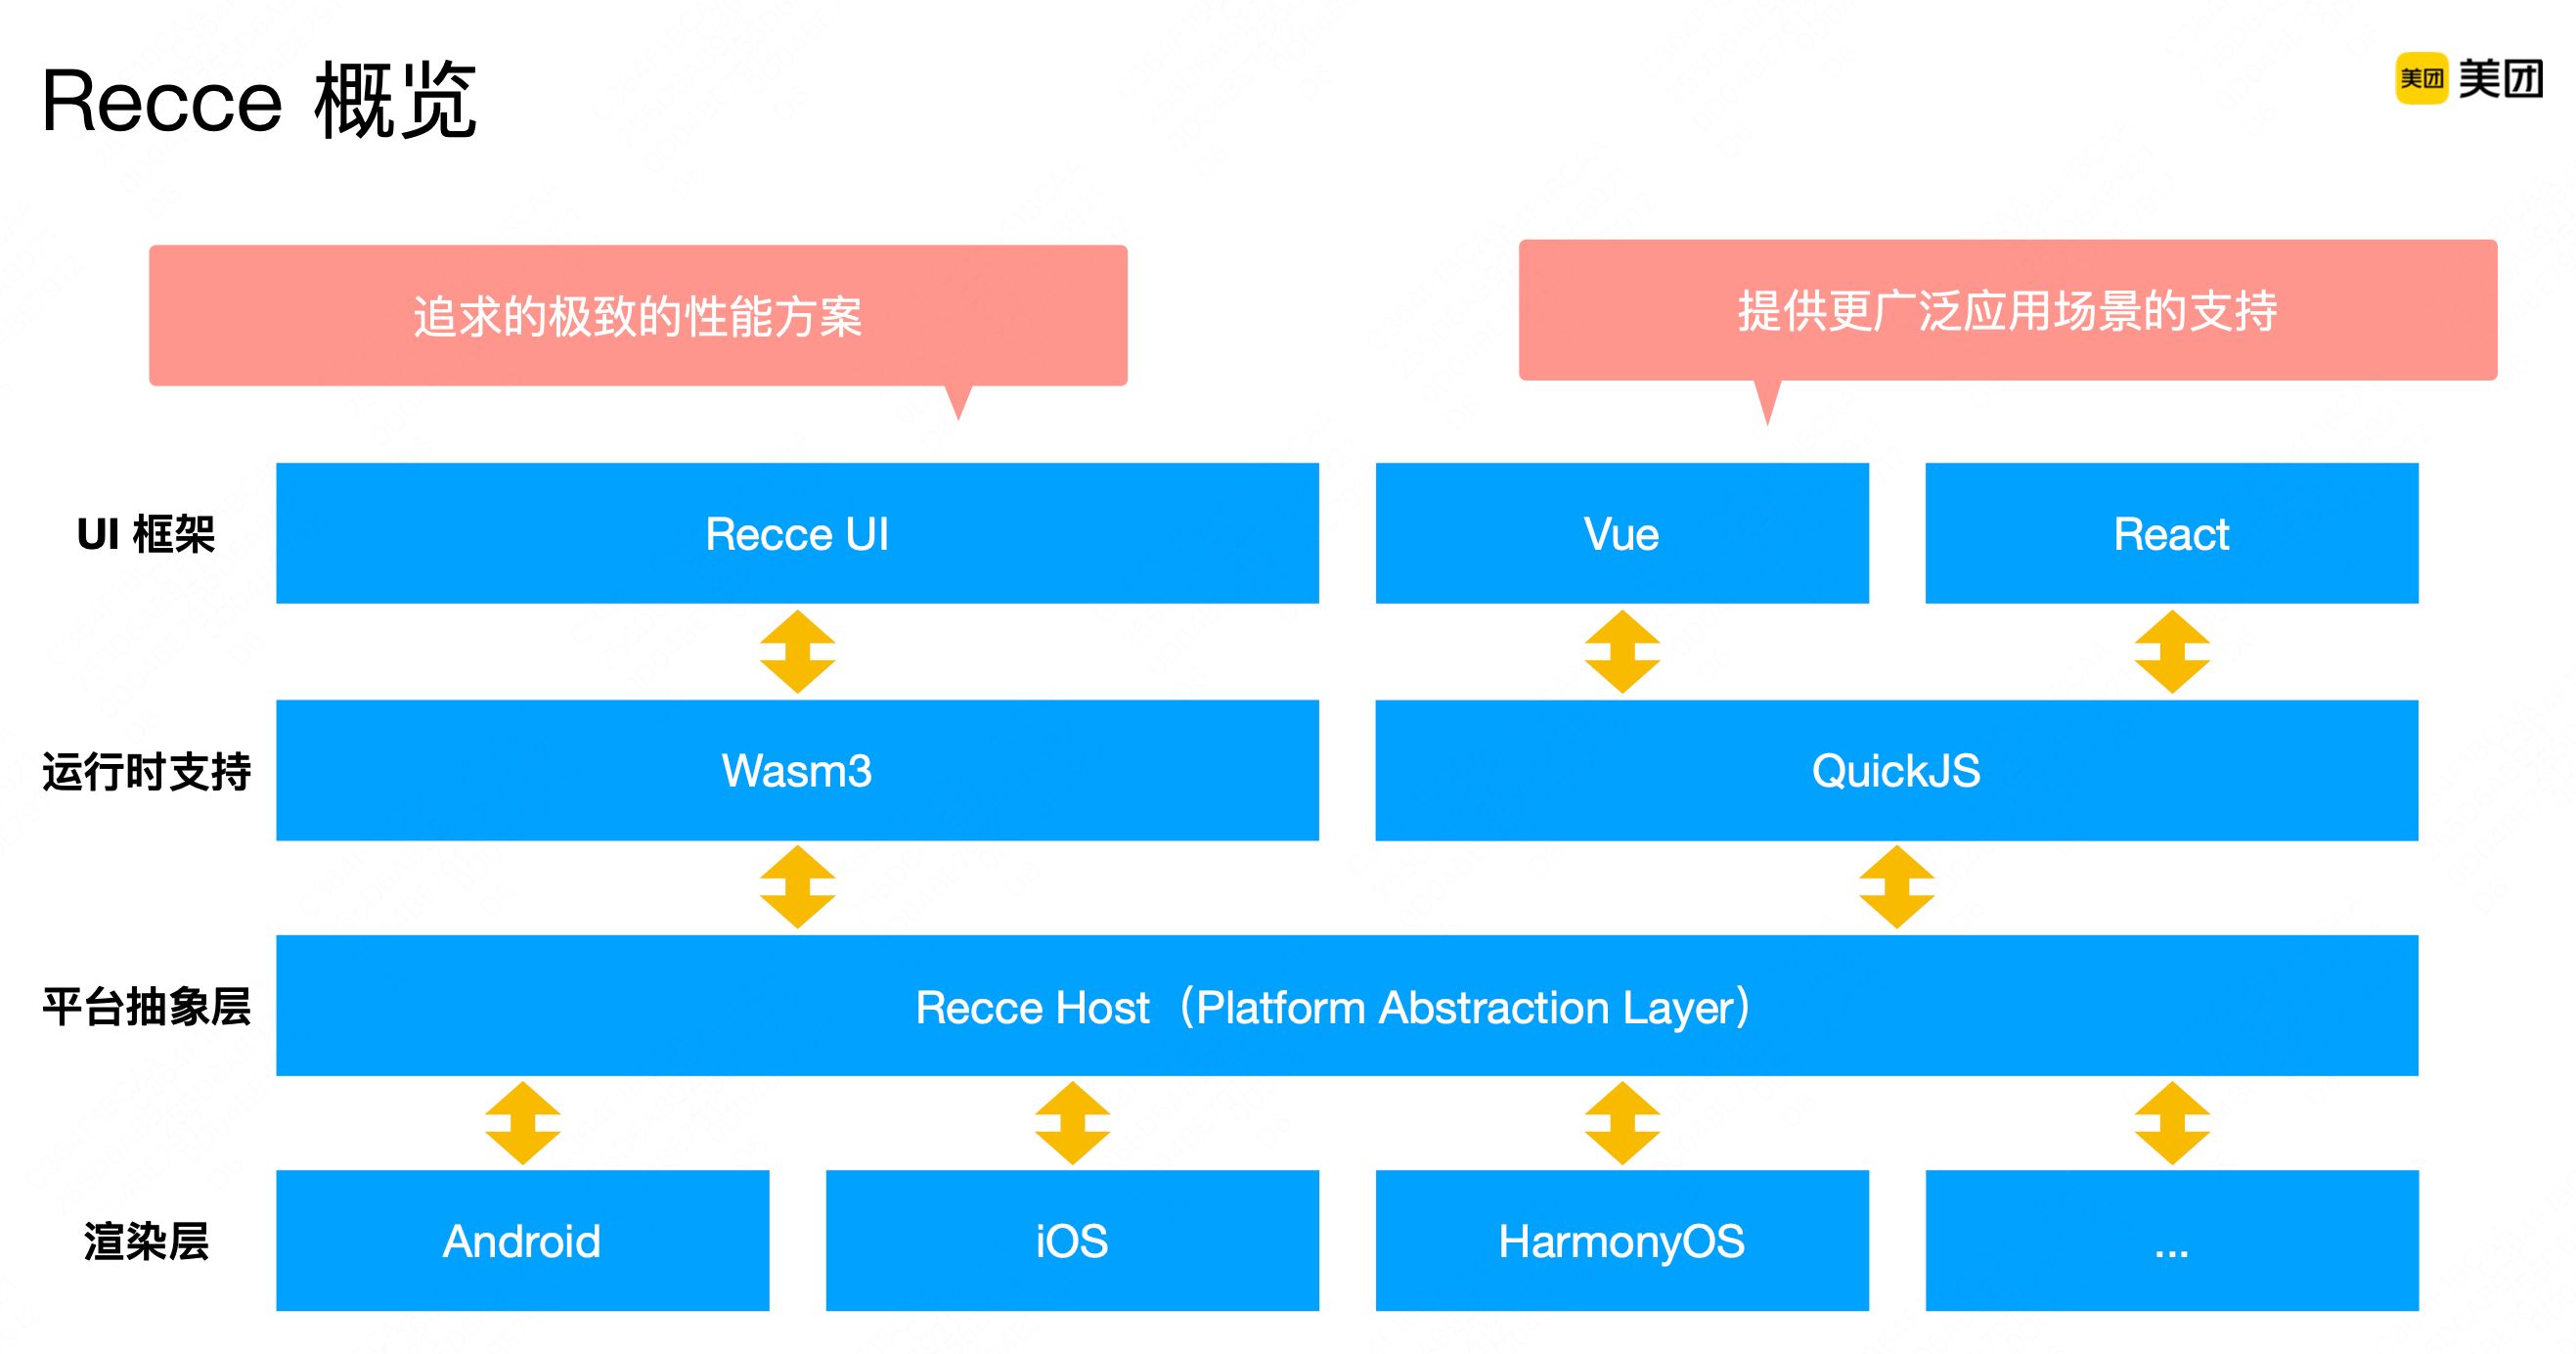 Recce 概览
美团 美团
追求的极致的性能方案
提供更广泛应用场景的支持
UI 框架
Recce UI
Vue
React
运行时支持
Wasm3
QuickJS
平台抽象层
Recce Host（Platform Abstraction Layer）
渲染层
Android
iOS
HarmonyOS
...